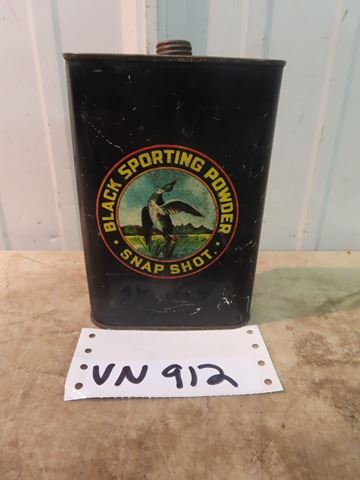 BLACK SPORTING POWDER
· SNAP SHOT. ·
VN 912